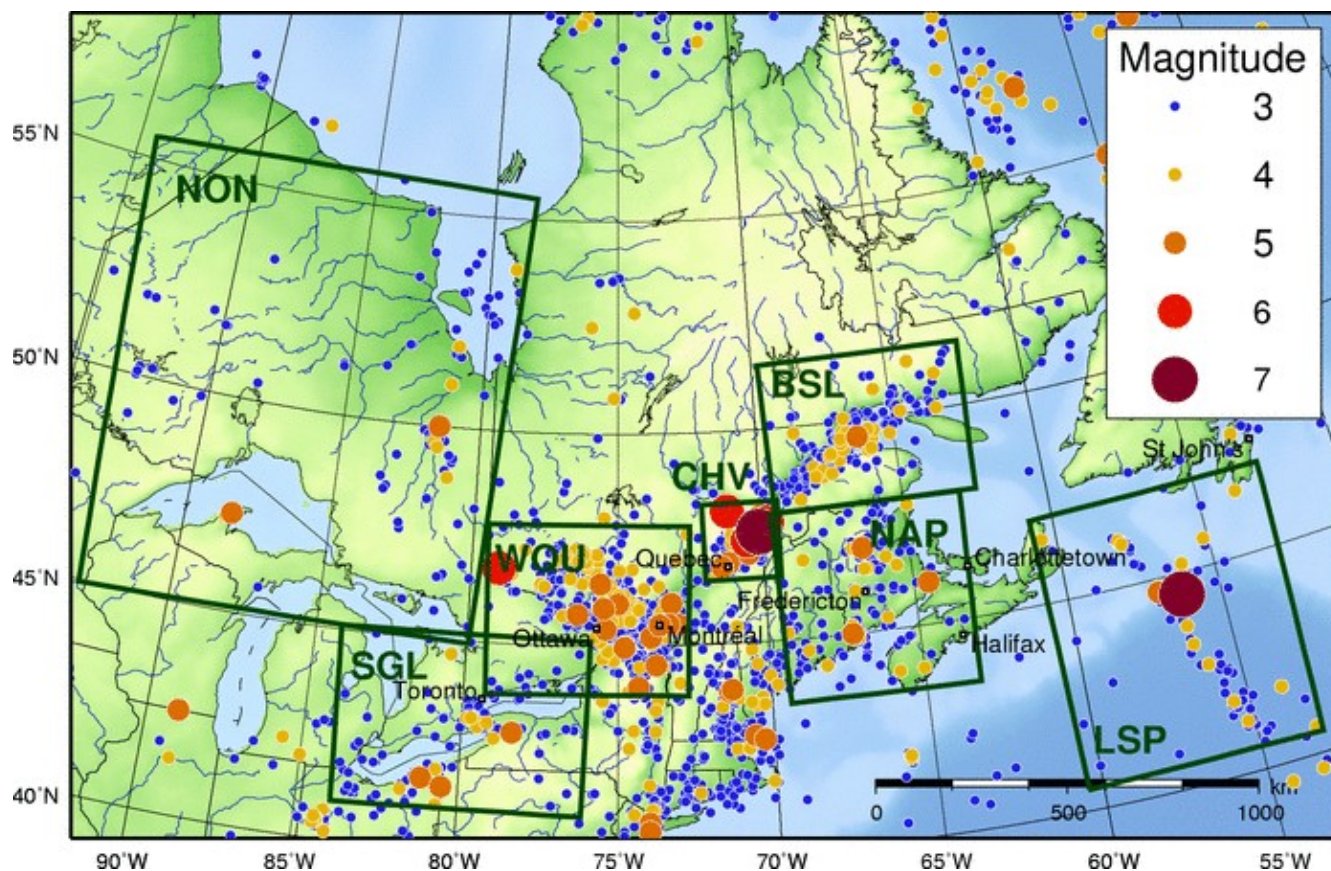 Magnitude
3
4
5
6
7
55°N
NON
50°N
BSL
St John's
CHV
NAP
45°N
WQU
Quebec
Charlottetown
Fredericton
Ottawa
Montréal
Halifax
SGL
Toronto
LSP
40°N
km
0
500
1000
90°W
85°W
80°W
75°W
70°W
65°W
60°W
55°W